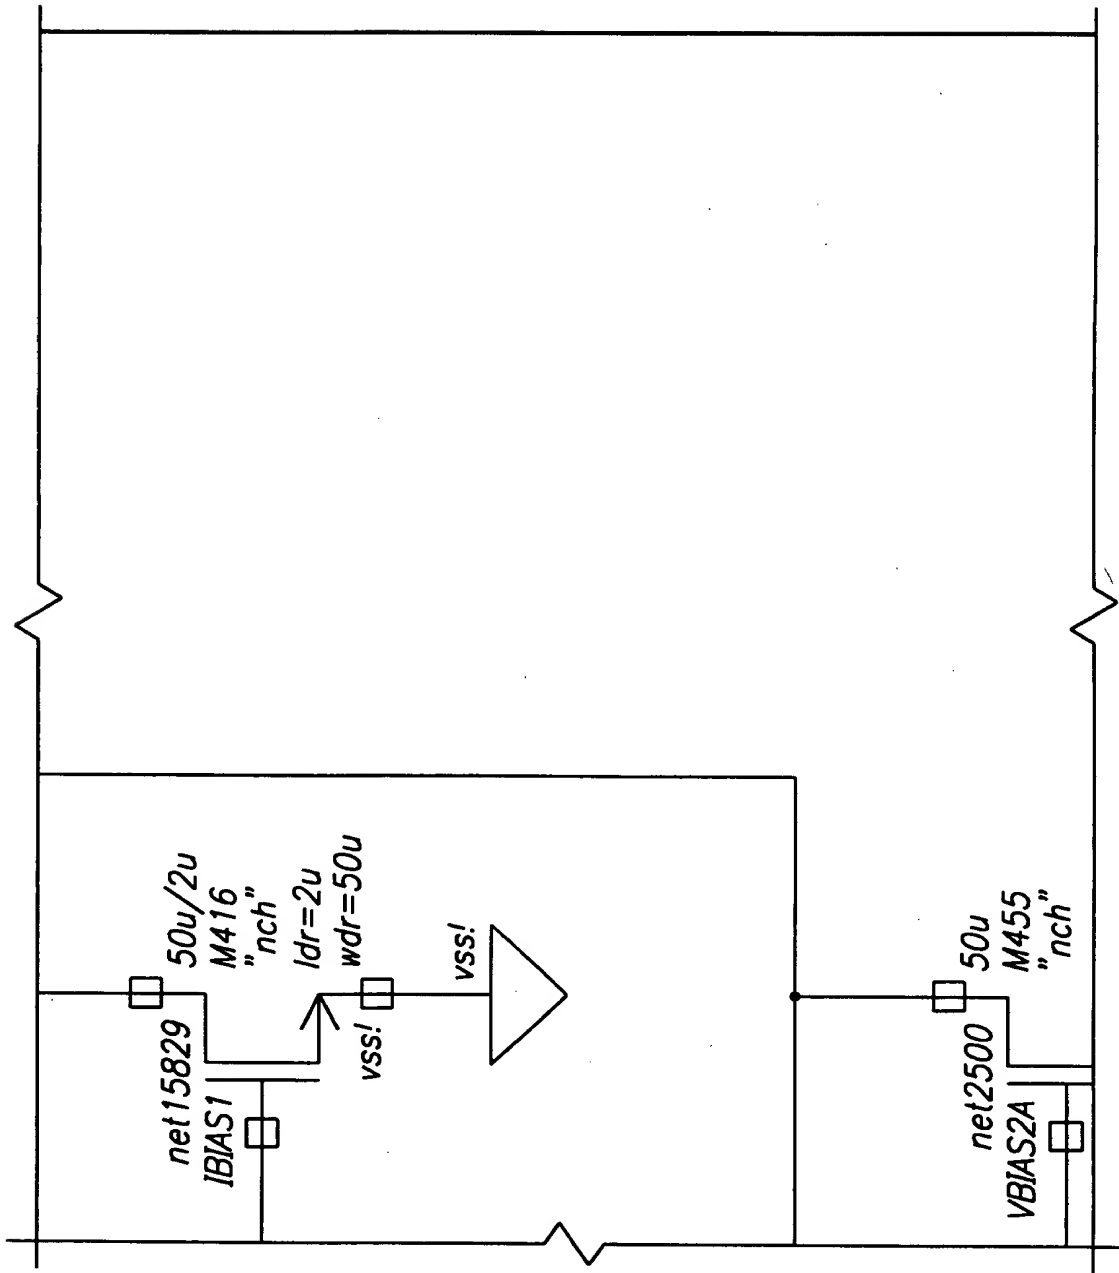 net15829
IBIAS1
50u/2u
M416
"nch"
ldr=2u
wdr=50u
vss!
vss!
net2500
VBIAS2A
50u
M455
"nch"